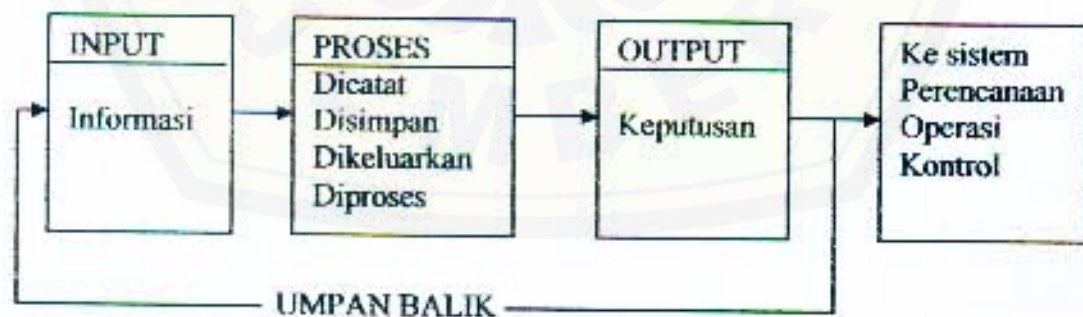 INPUT
Informasi
PROSES
Dicatat
Disimpan
Dikeluarkan
Diproses
OUTPUT
Keputusan
Ke sistem
Perencanaan
Operasi
Kontrol
UMPAN BALIK